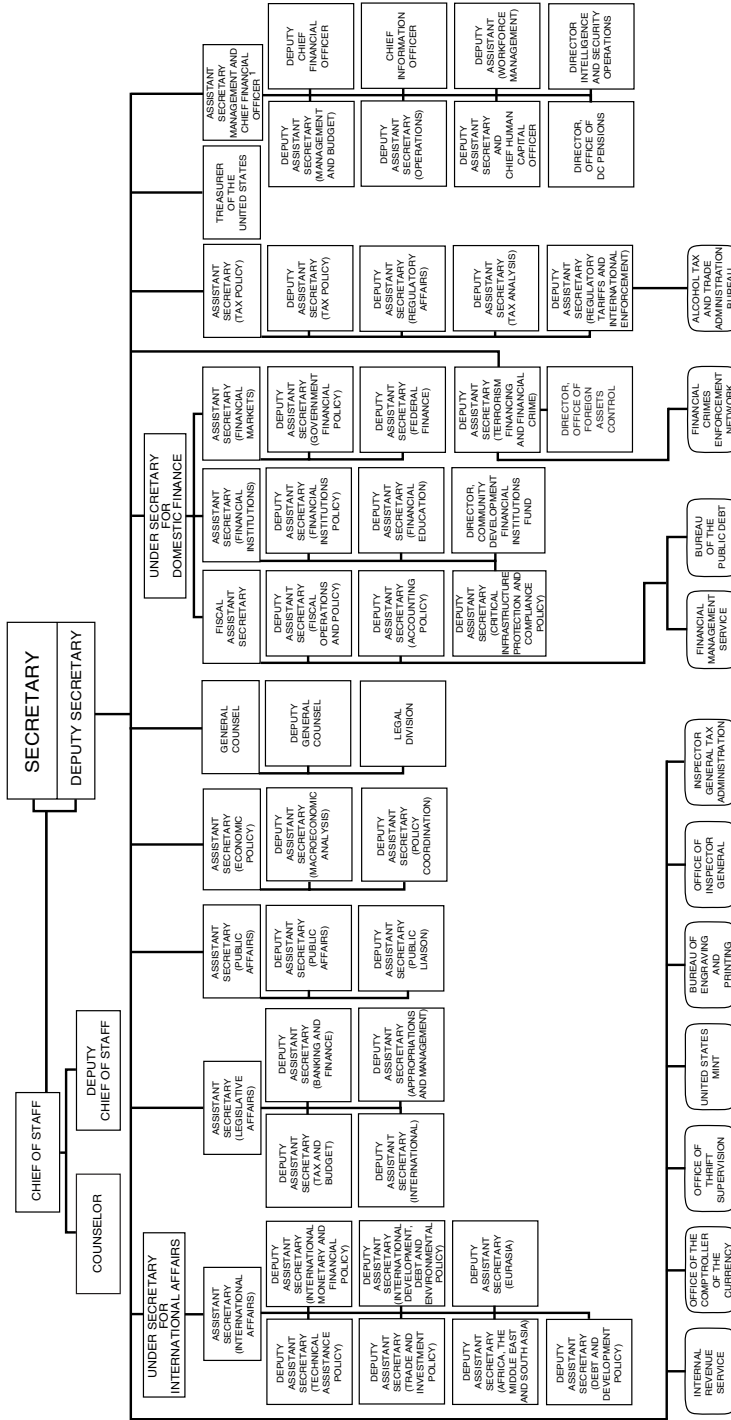 SECRETARY
DEPUTY SECRETARY
CHIEF OF STAFF
COUNSELOR
DEPUTY
CHIEF OF STAFF
UNDER SECRETARY
FOR
INTERNATIONAL AFFAIRS
ASSISTANT
SECRETARY
(INTERNATIONAL
AFFAIRS)
DEPUTY
ASSISTANT
SECRETARY
(TECHNICAL
ASSISTANCE
POLICY)
DEPUTY
ASSISTANT
SECRETARY
(INTERNATIONAL
MONETARY AND
FINANCIAL
POLICY)
DEPUTY
ASSISTANT
SECRETARY
(TRADE AND
INVESTMENT
POLICY)
DEPUTY
ASSISTANT
SECRETARY
(INTERNATIONAL
DEVELOPMENT,
DEBT AND
ENVIRONMENTAL
POLICY)
DEPUTY
ASSISTANT
SECRETARY
(AFRICA, THE
MIDDLE EAST
AND SOUTH ASIA)
DEPUTY
ASSISTANT
SECRETARY
(EURASIA)
DEPUTY
ASSISTANT
SECRETARY
(DEBT AND
DEVELOPMENT
POLICY)
ASSISTANT
SECRETARY
(LEGISLATIVE
AFFAIRS)
DEPUTY
ASSISTANT
SECRETARY
(TAX AND
BUDGET)
DEPUTY
ASSISTANT
SECRETARY
(BANKING AND
FINANCE)
DEPUTY
ASSISTANT
SECRETARY
(INTERNATIONAL)
DEPUTY
ASSISTANT
SECRETARY
(APPROPRIATIONS
AND MANAGEMENT)
ASSISTANT
SECRETARY
(PUBLIC
AFFAIRS)
DEPUTY
ASSISTANT
SECRETARY
(PUBLIC
AFFAIRS)
DEPUTY
ASSISTANT
SECRETARY
(PUBLIC
LIAISON)
ASSISTANT
SECRETARY
(ECONOMIC
POLICY)
DEPUTY
ASSISTANT
SECRETARY
(MACROECONOMIC
ANALYSIS)
DEPUTY
ASSISTANT
SECRETARY
(POLICY
COORDINATION)
GENERAL
COUNSEL
DEPUTY
GENERAL
COUNSEL
LEGAL
DIVISION
UNDER SECRETARY
FOR
DOMESTIC FINANCE
FISCAL
ASSISTANT
SECRETARY
DEPUTY
ASSISTANT
SECRETARY
(FISCAL
OPERATIONS
AND POLICY)
DEPUTY
ASSISTANT
SECRETARY
(ACCOUNTING
POLICY)
ASSISTANT
SECRETARY
(FINANCIAL
INSTITUTIONS)
DEPUTY
ASSISTANT
SECRETARY
(FINANCIAL
INSTITUTIONS
POLICY)
DEPUTY
ASSISTANT
SECRETARY
(FINANCIAL
EDUCATION)
DEPUTY
ASSISTANT
SECRETARY
(CRITICAL
INFRASTRUCTURE
PROTECTION AND
COMPLIANCE
POLICY)
DIRECTOR,
COMMUNITY
DEVELOPMENT
FINANCIAL
INSTITUTIONS
FUND
ASSISTANT
SECRETARY
(FINANCIAL
MARKETS)
DEPUTY
ASSISTANT
SECRETARY
(GOVERNMENT
FINANCIAL
POLICY)
DEPUTY
ASSISTANT
SECRETARY
(FEDERAL
FINANCE)
DEPUTY
ASSISTANT
SECRETARY
(TERRORISM
FINANCING
AND FINANCIAL
CRIME)
DIRECTOR,
OFFICE OF
FOREIGN
ASSETS
CONTROL
ASSISTANT
SECRETARY
(TAX POLICY)
DEPUTY
ASSISTANT
SECRETARY
(TAX POLICY)
DEPUTY
ASSISTANT
SECRETARY
(REGULATORY
AFFAIRS)
DEPUTY
ASSISTANT
SECRETARY
(TAX ANALYSIS)
DEPUTY
ASSISTANT
SECRETARY
(REGULATORY
TARIFFS AND
INTERNATIONAL
ENFORCEMENT)
TREASURER
OF THE
UNITED STATES
ASSISTANT
SECRETARY
MANAGEMENT AND
CHIEF FINANCIAL
OFFICER 1
DEPUTY
ASSISTANT
SECRETARY
(MANAGEMENT
AND BUDGET)
DEPUTY
CHIEF
FINANCIAL
OFFICER
DEPUTY
ASSISTANT
SECRETARY
(OPERATIONS)
CHIEF
INFORMATION
OFFICER
DEPUTY
ASSISTANT
SECRETARY
AND
CHIEF HUMAN
CAPITAL
OFFICER
DEPUTY
ASSISTANT
(WORKFORCE
MANAGEMENT)
DIRECTOR,
OFFICE OF
DC PENSIONS
DIRECTOR
INTELLIGENCE
AND SECURITY
OPERATIONS
INTERNAL
REVENUE
SERVICE
OFFICE OF THE
COMPTROLLER
OF THE
CURRENCY
OFFICE OF
THRIFT
SUPERVISION
UNITED STATES
MINT
BUREAU OF
ENGRAVING
AND
PRINTING
OFFICE OF
INSPECTOR
GENERAL
INSPECTOR
GENERAL TAX
ADMINISTRATION
FINANCIAL
MANAGEMENT
SERVICE
BUREAU
OF THE
PUBLIC DEBT
FINANCIAL
CRIMES
ENFORCEMENT
NETWORK
ALCOHOL TAX
AND TRADE
ADMINISTRATION
BUREAU